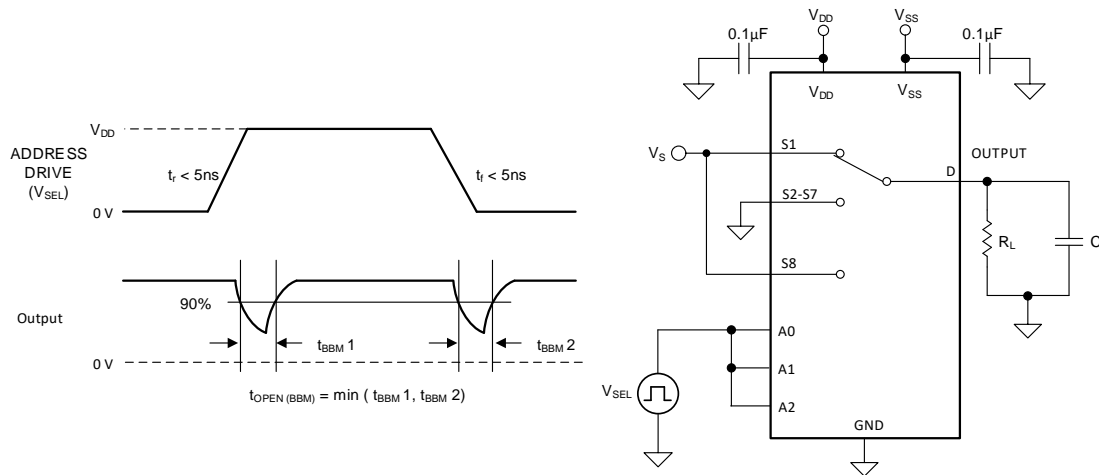 V_DD
ADDRESS
DRIVE
(V_SEL)
t_r < 5ns
t_f < 5ns
0 V
90%
Output
t_BBM 1
t_BBM 2
0 V
t_OPEN (BBM) = min ( t_BBM 1, t_BBM 2)
V_DD
V_SS
0.1µF
0.1µF
V_DD
V_SS
V_S
S1
OUTPUT
D
S2-S7
R_L
C
S8
A0
A1
V_SEL
A2
GND